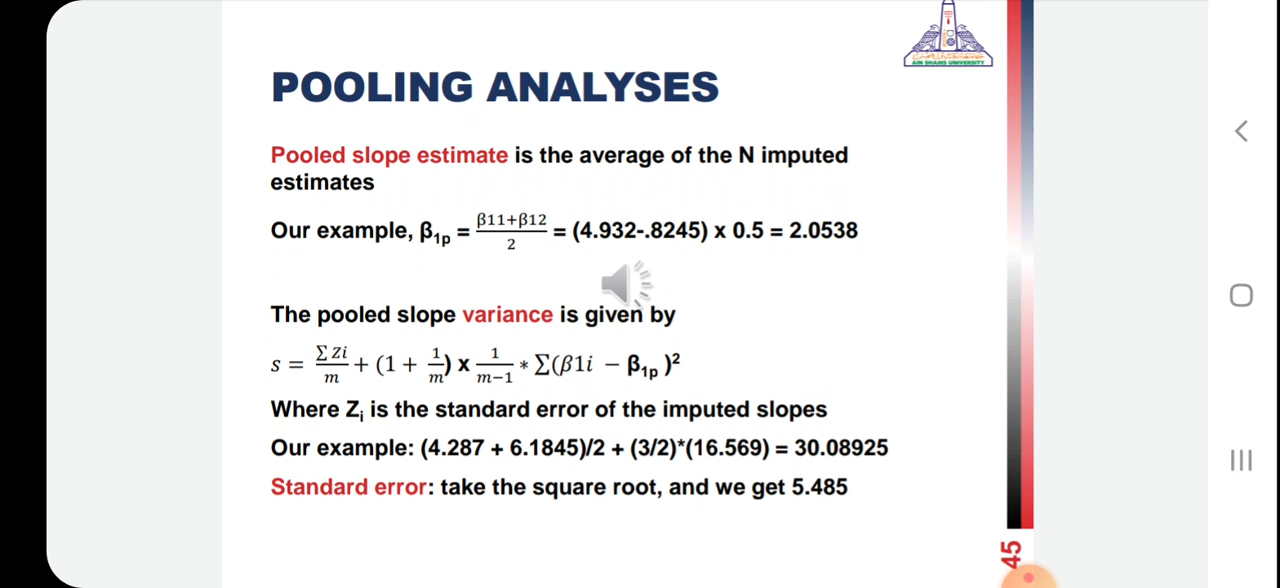 AIN SHAMS UNIVERSITY
POOLING ANALYSES
Pooled slope estimate is the average of the N imputed
estimates
Our example, β₁ₚ = (β11+β12)/2 = (4.932-.8245) x 0.5 = 2.0538
The pooled slope variance is given by
s = ∑Zi/m + (1 + 1/m) x 1/(m−1) * ∑(β1i − β₁ₚ )²
Where Zᵢ is the standard error of the imputed slopes
Our example: (4.287 + 6.1845)/2 + (3/2)*(16.569) = 30.08925
Standard error: take the square root, and we get 5.485
45